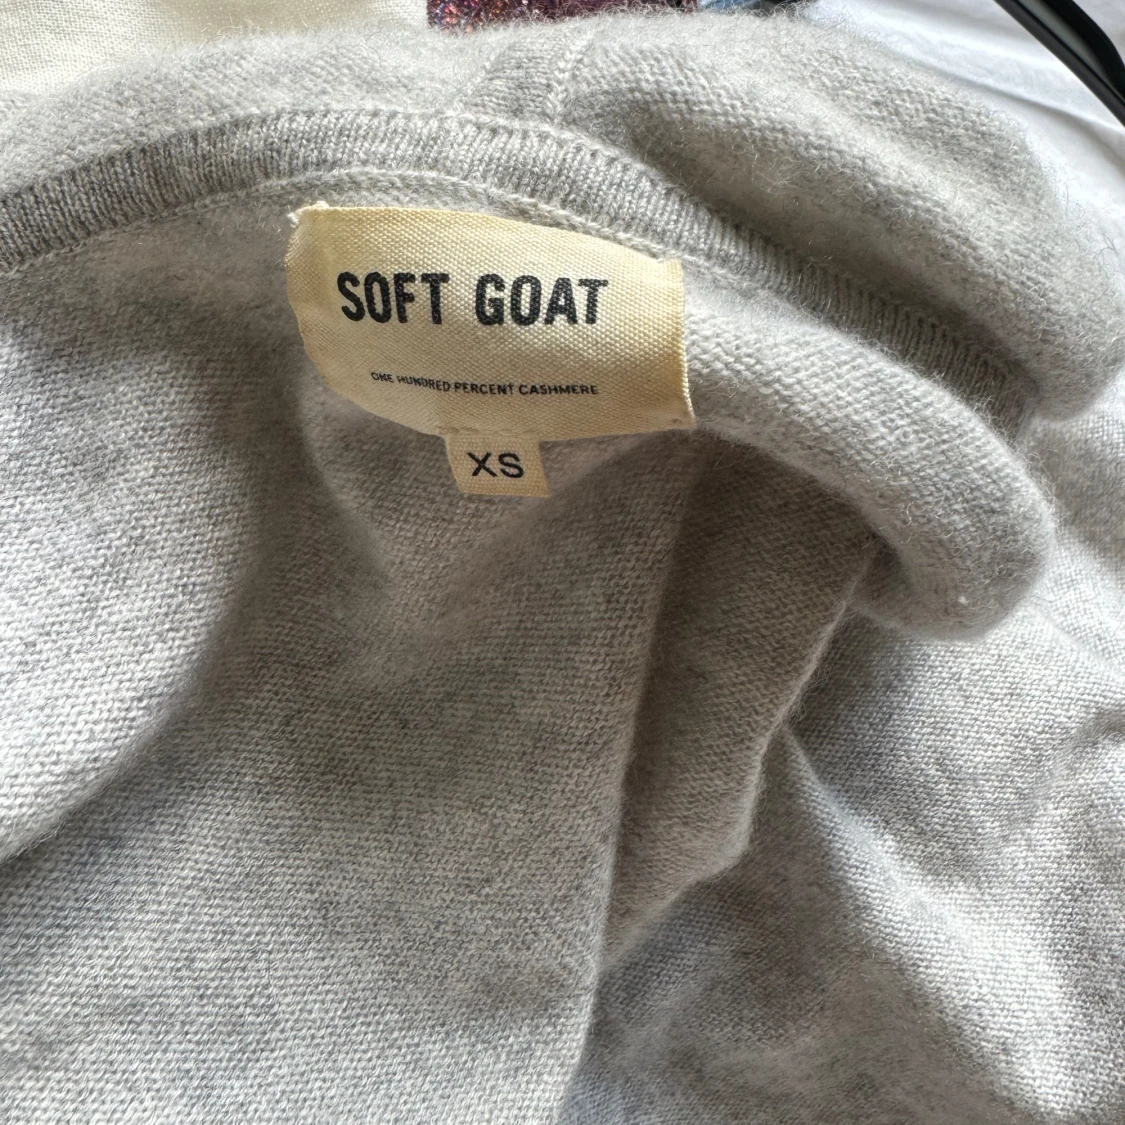 SOFT GOAT
ONE HUNDRED PERCENT CASHMERE
XS